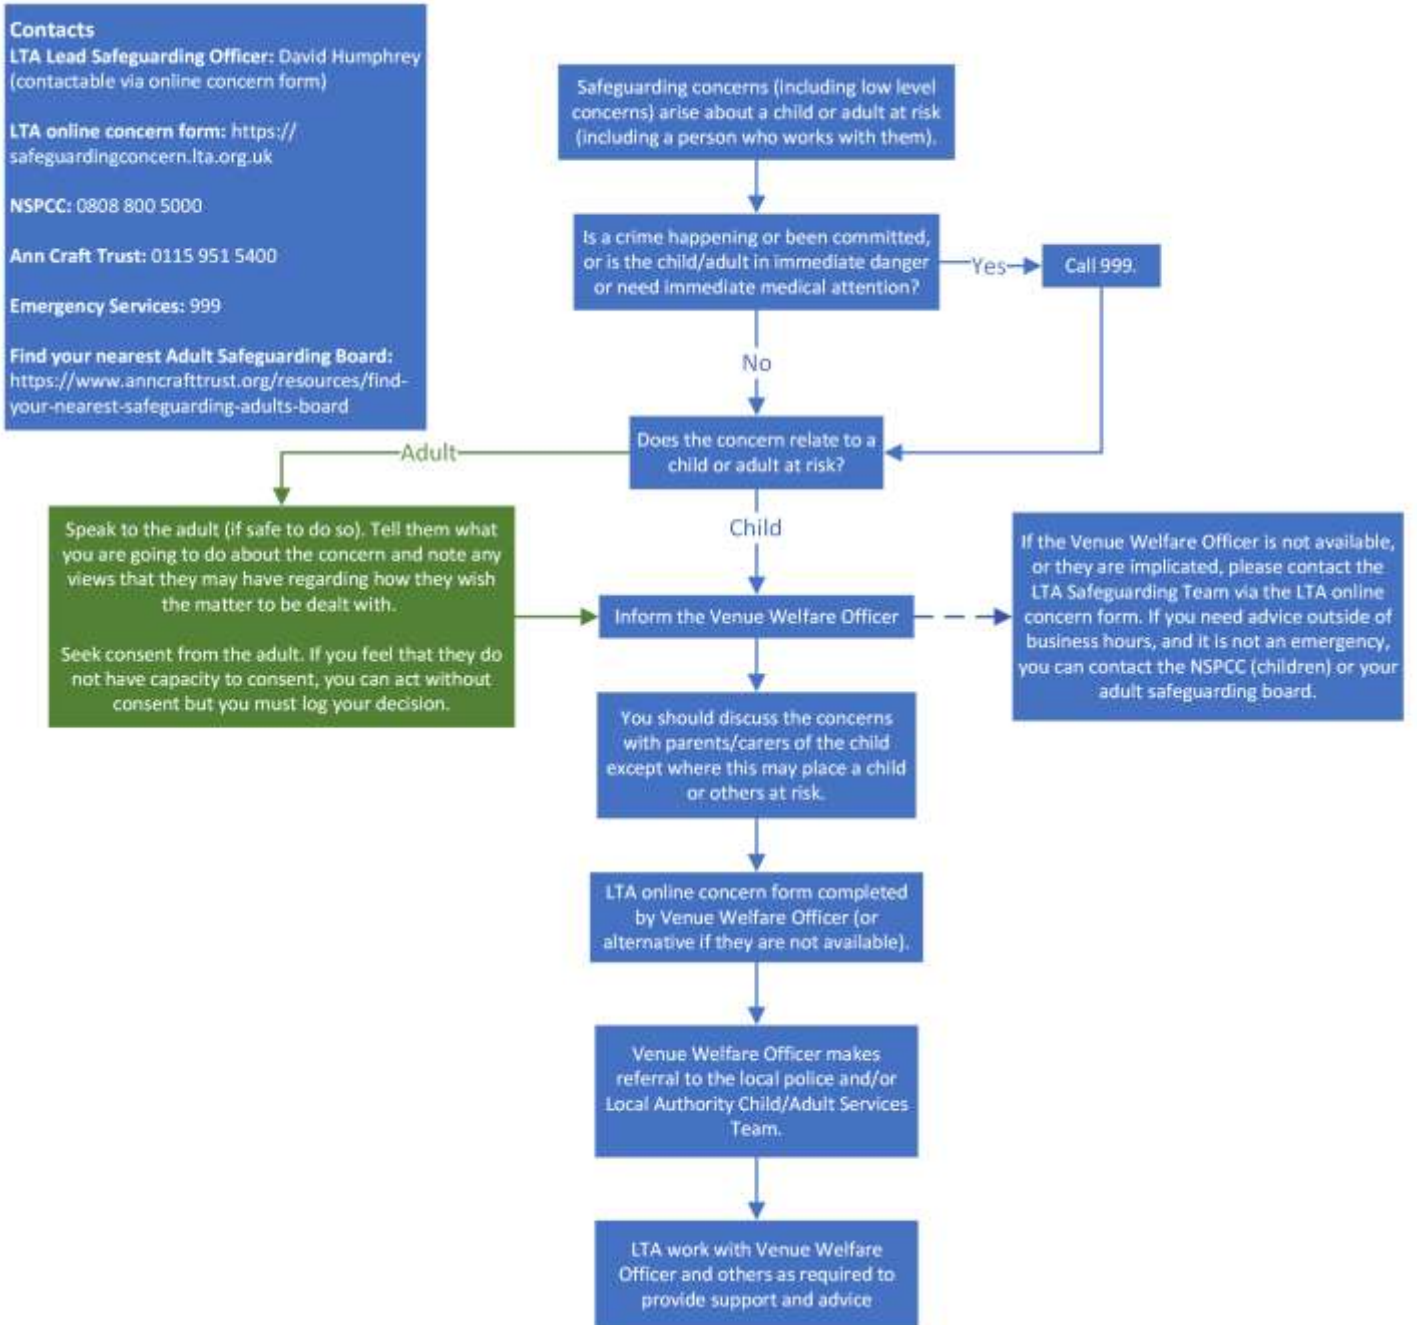 Contacts
LTA Lead Safeguarding Officer: David Humphrey
(contactable via online concern form)
LTA online concern form: https://
safeguardingconcern.lta.org.uk
NSPCC: 0808 800 5000
Ann Craft Trust: 0115 951 5400
Emergency Services: 999
Find your nearest Adult Safeguarding Board:
https://www.anncrafttrust.org/resources/find-
your-nearest-safeguarding-adults-board
Safeguarding concerns (including low level
concerns) arise about a child or adult at risk
(including a person who works with them).
Is a crime happening or been committed,
or is the child/adult in immediate danger
or need immediate medical attention?
Yes
Call 999.
No
Does the concern relate to a
child or adult at risk?
Adult
Speak to the adult (if safe to do so). Tell them what
you are going to do about the concern and note any
views that they may have regarding how they wish
the matter to be dealt with.
Seek consent from the adult. If you feel that they do
not have capacity to consent, you can act without
consent but you must log your decision.
Child
Inform the Venue Welfare Officer
If the Venue Welfare Officer is not available,
or they are implicated, please contact the
LTA Safeguarding Team via the LTA online
concern form. If you need advice outside of
business hours, and it is not an emergency,
you can contact the NSPCC (children) or your
adult safeguarding board.
You should discuss the concerns
with parents/carers of the child
except where this may place a child
or others at risk.
LTA online concern form completed
by Venue Welfare Officer (or
alternative if they are not available).
Venue Welfare Officer makes
referral to the local police and/or
Local Authority Child/Adult Services
Team.
LTA work with Venue Welfare
Officer and others as required to
provide support and advice